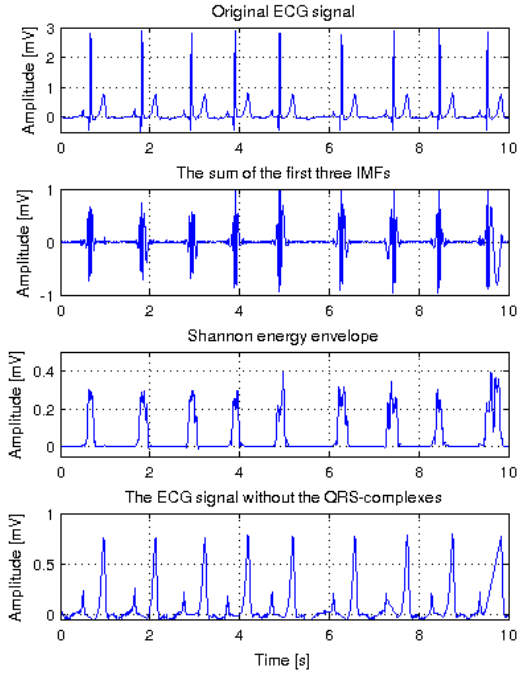 Original ECG signal
Amplitude [mV]
3
2
1
0
0 2 4 6 8 10
The sum of the first three IMFs
Amplitude [mV]
1
0
-1
0 2 4 6 8 10
Shannon energy envelope
Amplitude [mV]
0.4
0.2
0
0 2 4 6 8 10
The ECG signal without the QRS-complexes
Amplitude [mV]
1
0.5
0
0 2 4 6 8 10
Time [s]